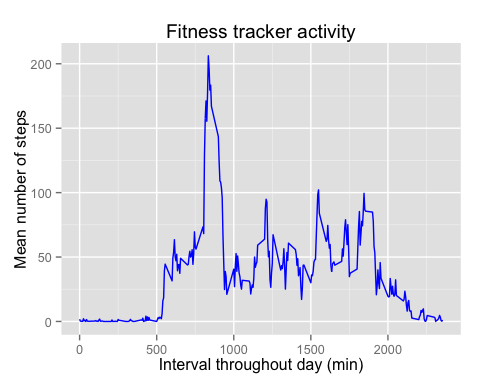 Fitness tracker activity
Mean number of steps
200
150
100
50
0
0 500 1000 1500 2000
Interval throughout day (min)